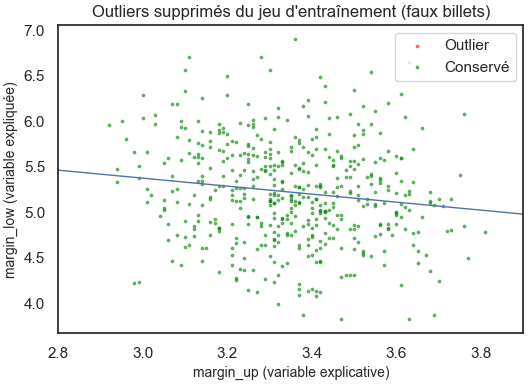 Outliers supprimés du jeu d'entraînement (faux billets)
Outlier
Conservé
margin_low (variable expliquée)
7.0
6.5
6.0
5.5
5.0
4.5
4.0
2.8 3.0 3.2 3.4 3.6 3.8
margin_up (variable explicative)